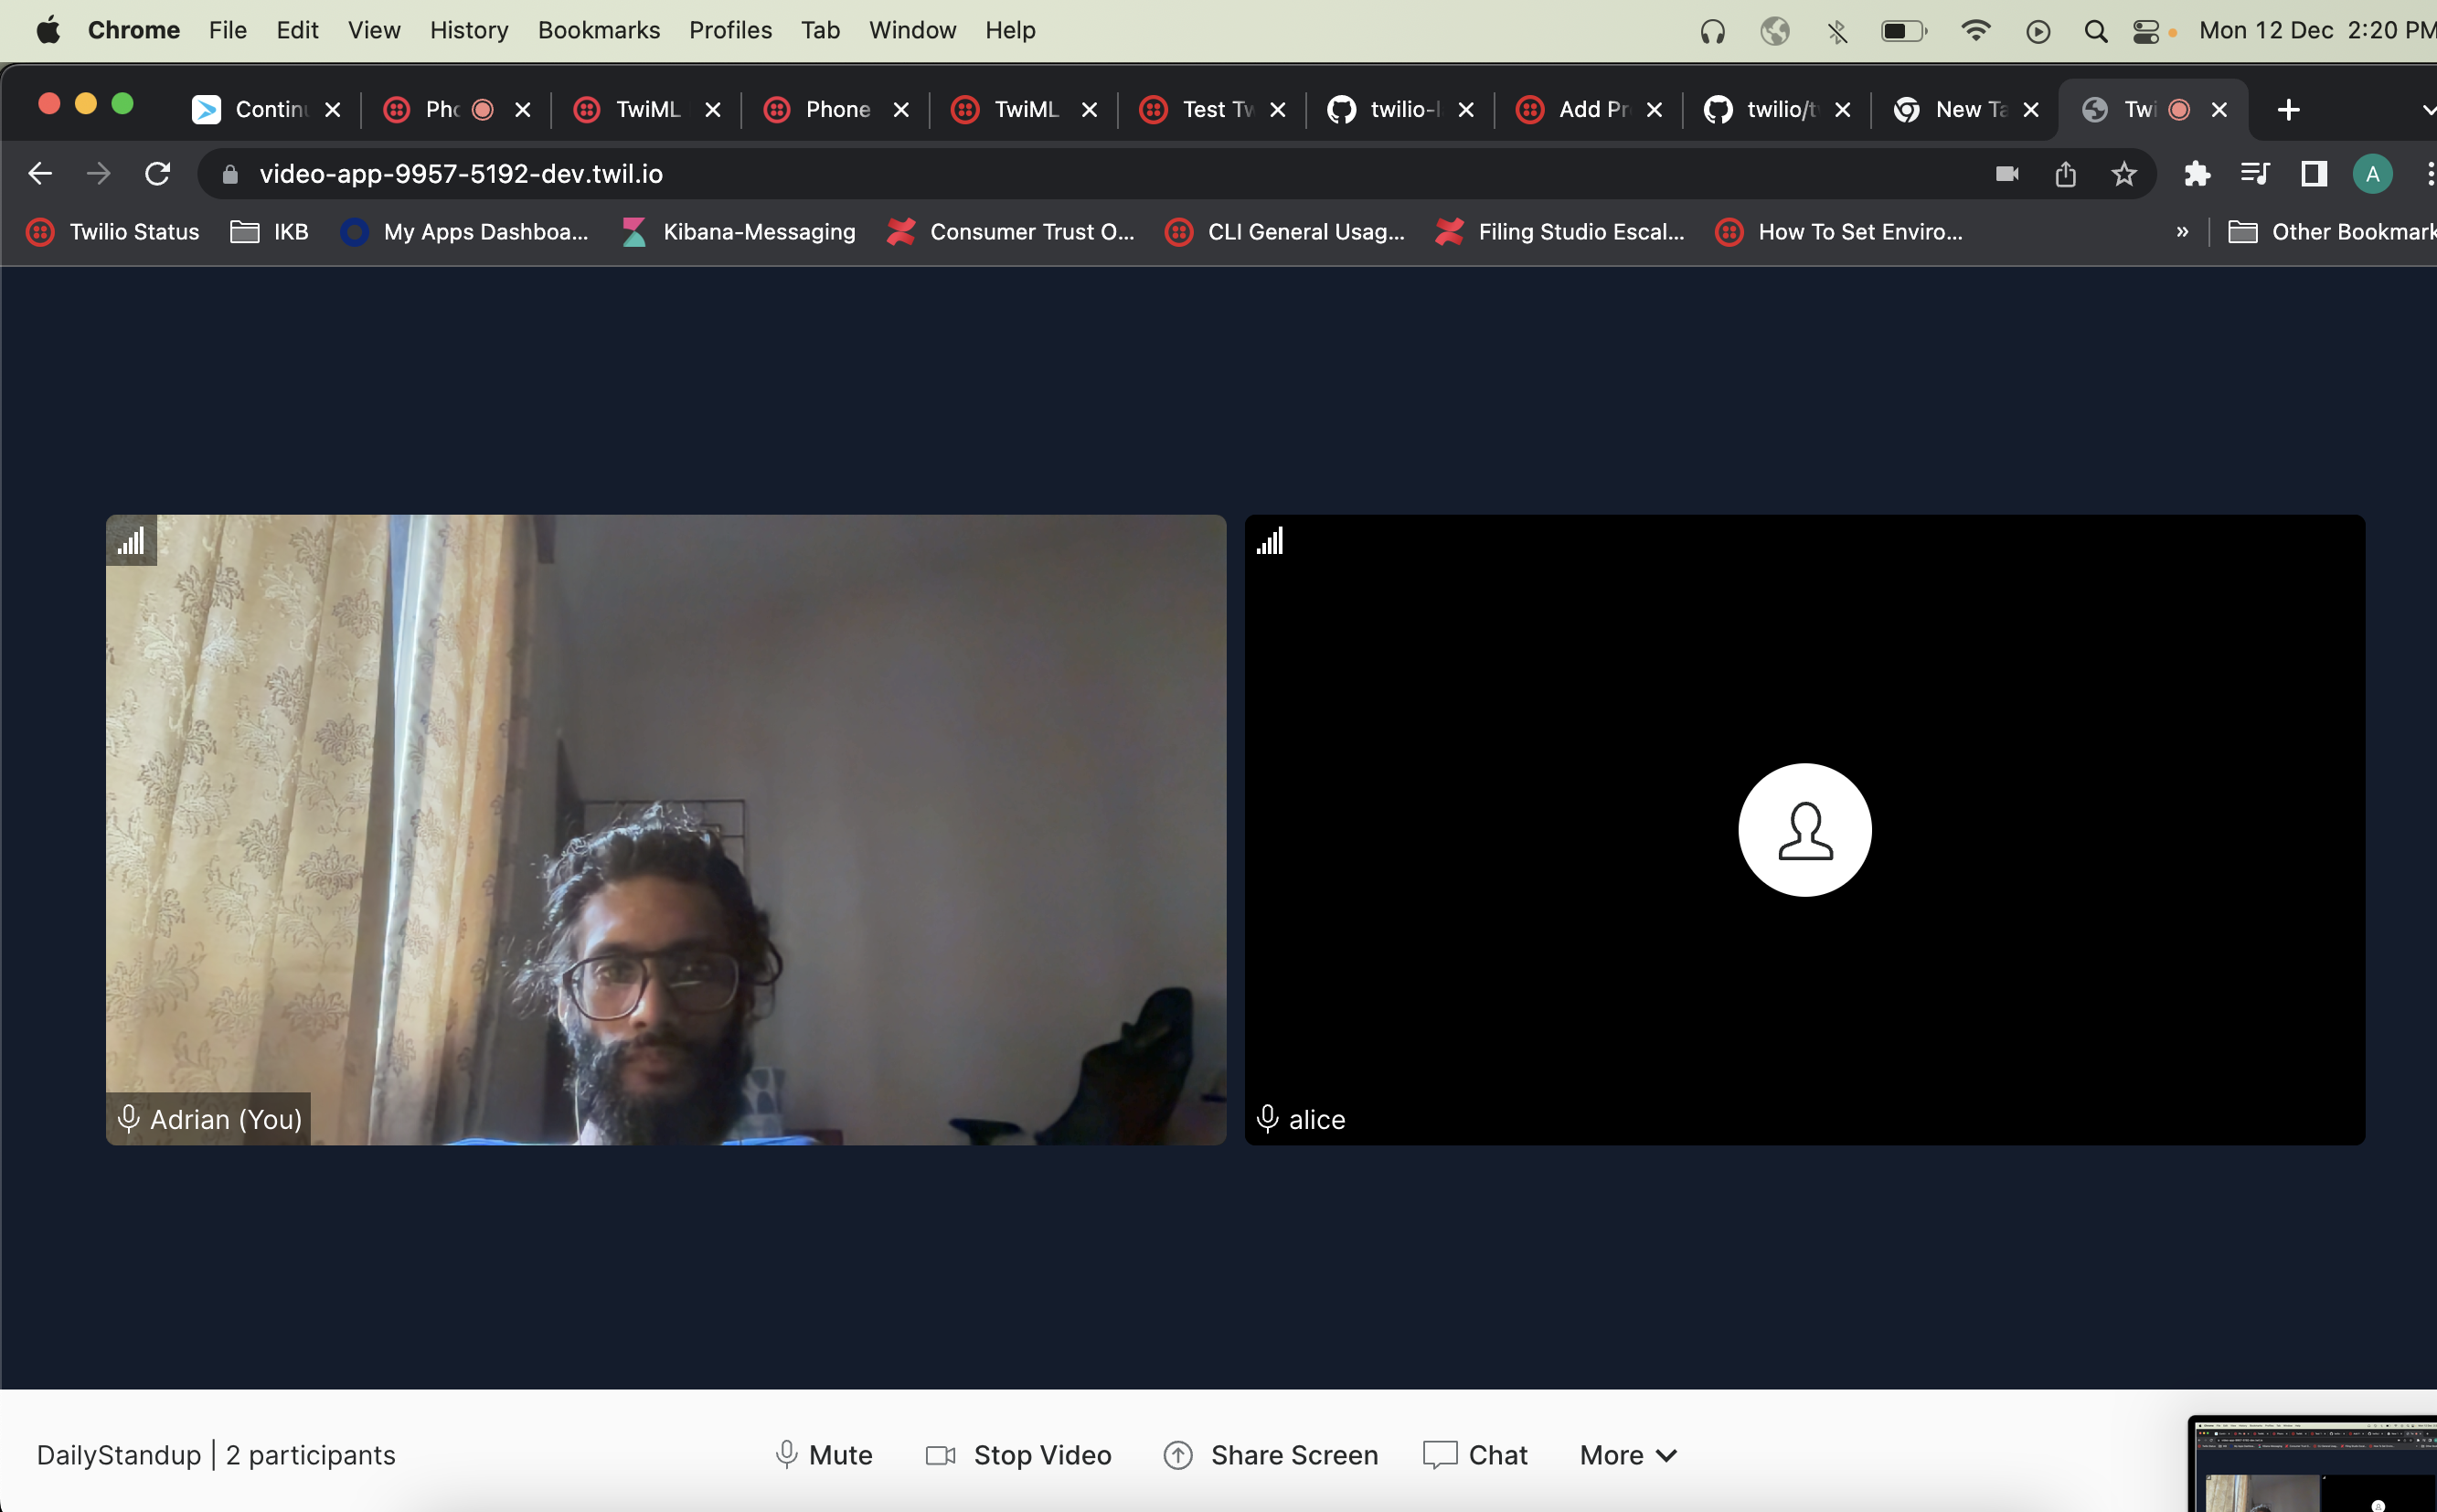 Chrome File Edit View History Bookmarks Profiles Tab Window Help Mon 12 Dec 2:20 PM
Contin Pho TwiML Phone TwiML Test Tw twilio-l Add Pr twilio/t New Ta Twi
video-app-9957-5192-dev.twil.io A
Twilio Status IKB My Apps Dashboa... Kibana-Messaging Consumer Trust O... CLI General Usag... Filing Studio Escal... How To Set Enviro... » Other Bookmark
Adrian (You) alice
DailyStandup | 2 participants Mute Stop Video Share Screen Chat More